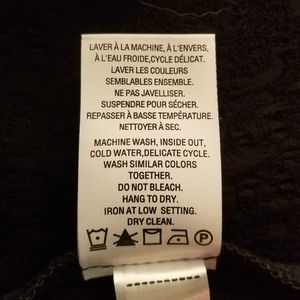 LAVER À LA MACHINE, À L'ENVERS,
À L'EAU FROIDE,CYCLE DÉLICAT.
LAVER LES COULEURS
SEMBLABLES ENSEMBLE.
NE PAS JAVELLISER.
SUSPENDRE POUR SÉCHER.
REPASSER À BASSE TEMPÉRATURE.
NETTOYER À SEC.
MACHINE WASH, INSIDE OUT,
COLD WATER,DELICATE CYCLE.
WASH SIMILAR COLORS
TOGETHER.
DO NOT BLEACH.
HANG TO DRY.
IRON AT LOW SETTING.
DRY CLEAN.
P